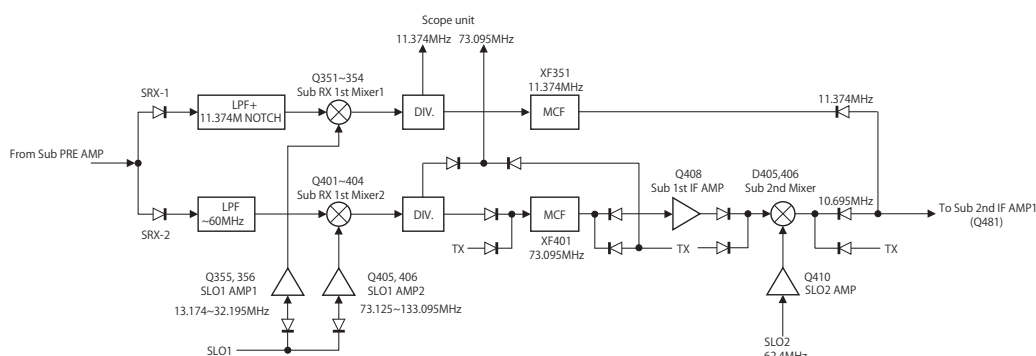 Scope unit
11.374MHz 73.095MHz
Q351~354
Sub RX 1st Mixer1
XF351
11.374MHz
SRX-1
LPF+
11.374M NOTCH
DIV.
MCF
11.374MHz
From Sub PRE AMP
Q401~404
Sub RX 1st Mixer2
Q408
Sub 1st IF AMP
D405,406
Sub 2nd Mixer
LPF
~60MHz
DIV.
MCF
10.695MHz
To Sub 2nd IF AMP1
(Q481)
SRX-2
TX
XF401
73.095MHz
TX
TX
Q355, 356
SLO1 AMP1
Q405, 406
SLO1 AMP2
Q410
SLO2 AMP
13.174~32.195MHz
73.125~133.095MHz
SLO1
SLO2
62.4MHz